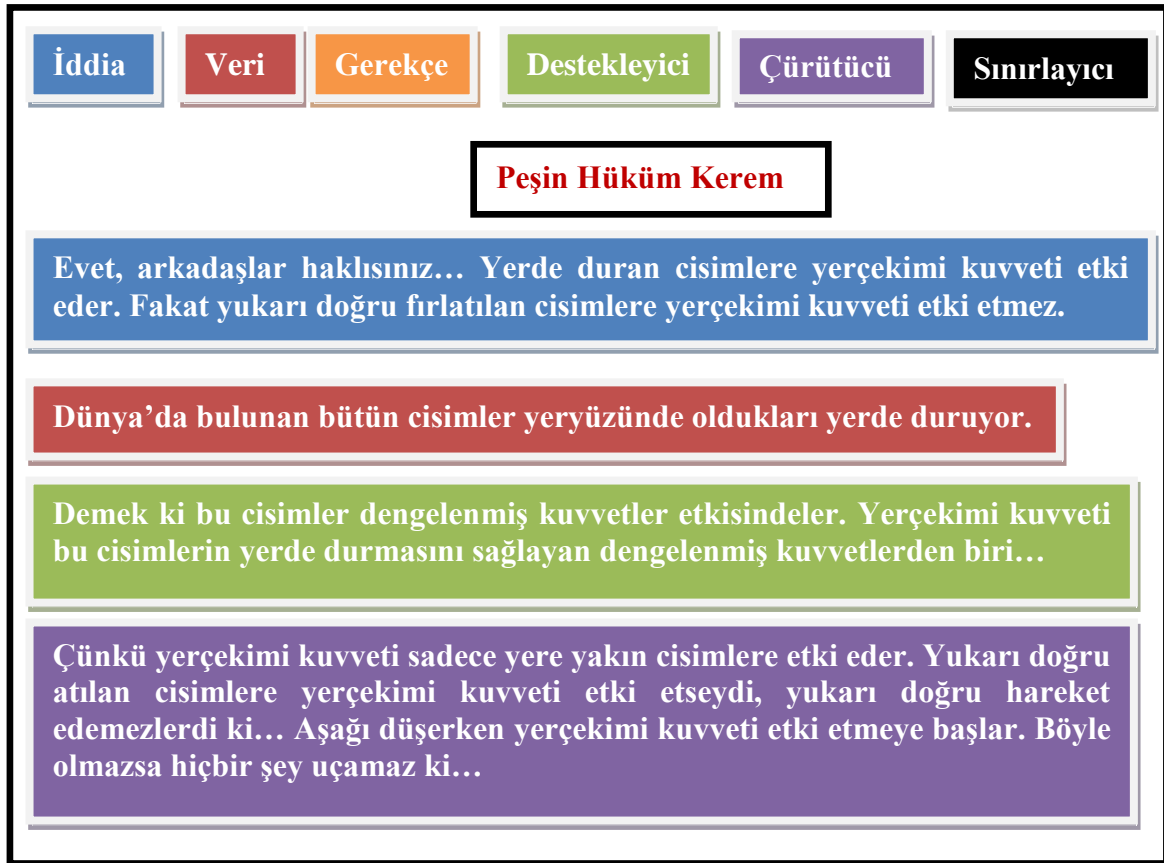 İddia Veri Gerekçe Destekleyici Çürütücü Sınırlayıcı
Peşin Hüküm Kerem
Evet, arkadaşlar haklısınız… Yerde duran cisimlere yerçekimi kuvveti etki
eder. Fakat yukarı doğru fırlatılan cisimlere yerçekimi kuvveti etki etmez.
Dünya’da bulunan bütün cisimler yeryüzünde oldukları yerde duruyor.
Demek ki bu cisimler dengelenmiş kuvvetler etkisindeler. Yerçekimi kuvveti
bu cisimlerin yerde durmasını sağlayan dengelenmiş kuvvetlerden biri…
Çünkü yerçekimi kuvveti sadece yere yakın cisimlere etki eder. Yukarı doğru
atılan cisimlere yerçekimi kuvveti etki etseydi, yukarı doğru hareket
edemezlerdi ki… Aşağı düşerken yerçekimi kuvveti etki etmeye başlar. Böyle
olmazsa hiçbir şey uçamaz ki…